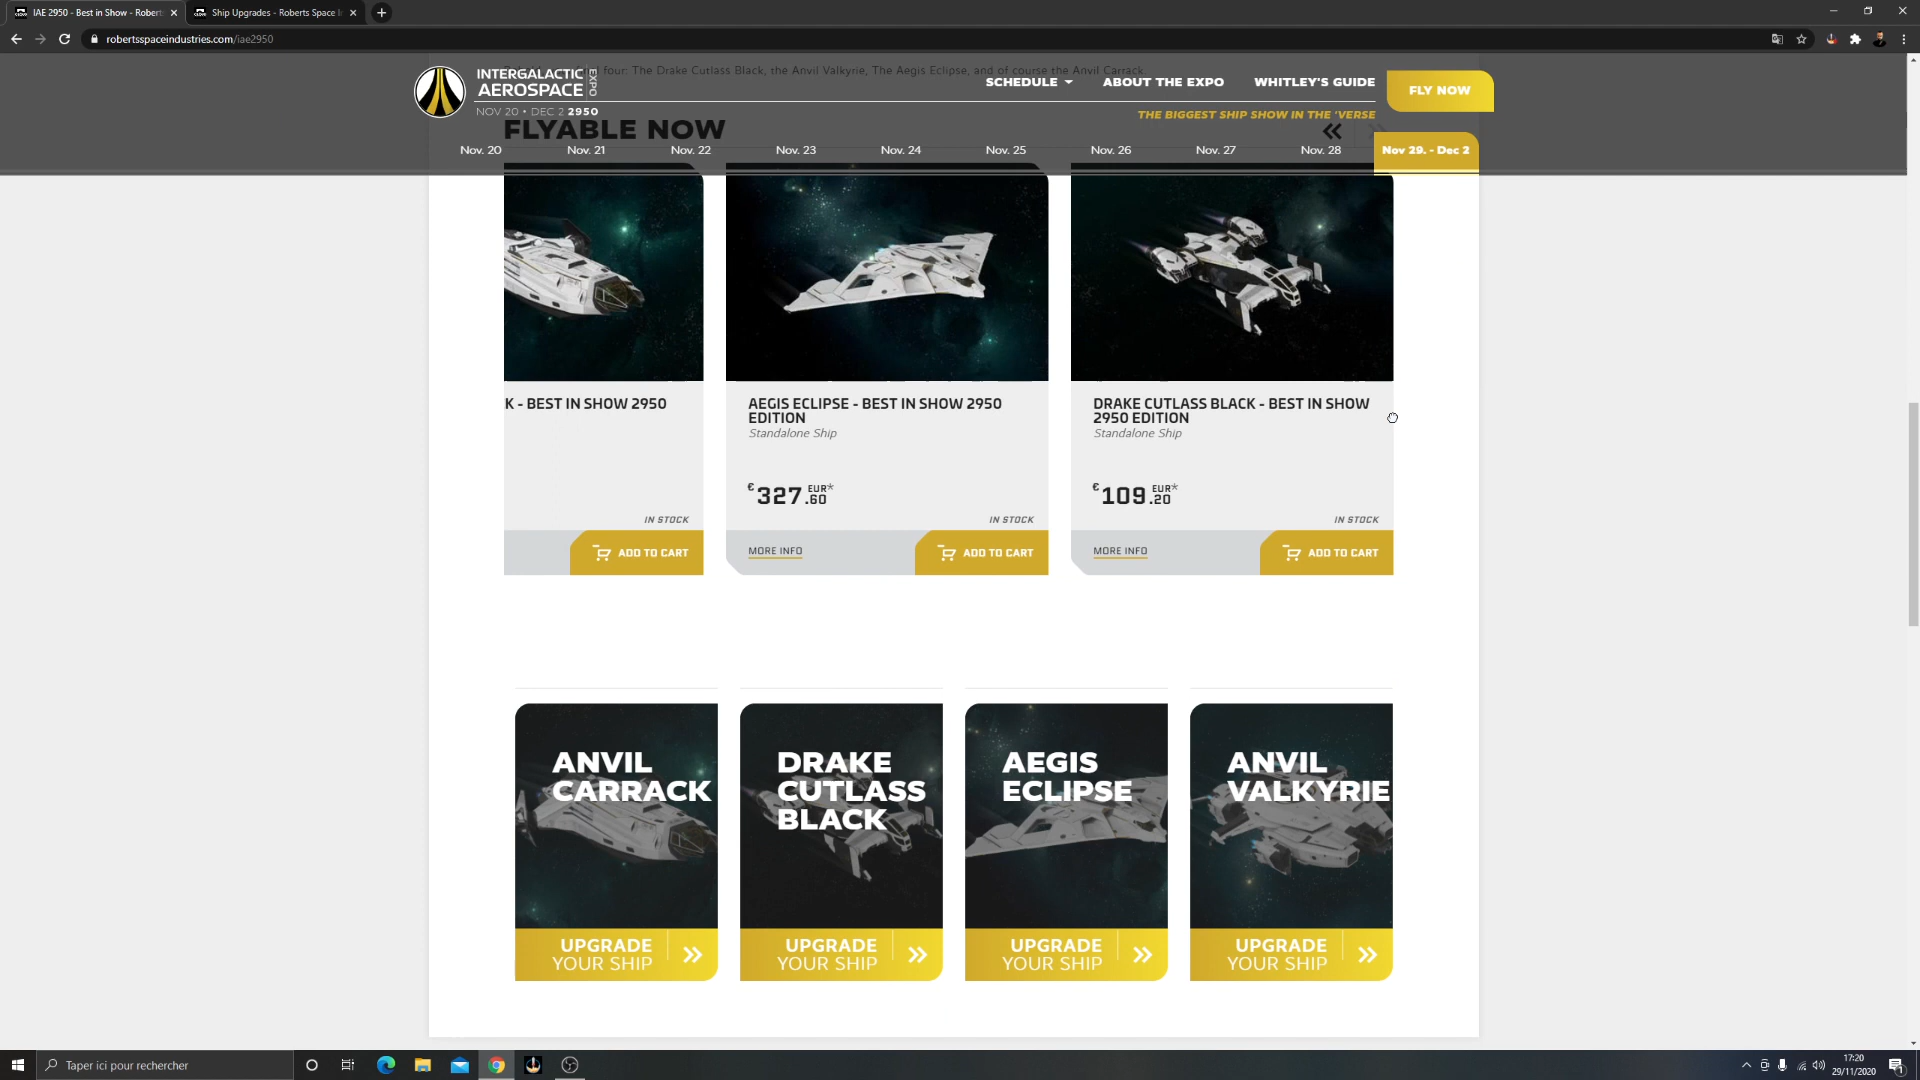 IAE 2950 - Best in Show - Robert
Ship Upgrades - Roberts Space I
robertsspaceindustries.com/iae2950
four: The Drake Cutlass Black, the Anvil Valkyrie, The Aegis Eclipse, and of course the Anvil Carrack.
INTERGALACTIC
AEROSPACE
EXPO
NOV 20 • DEC 2 2950
SCHEDULE
ABOUT THE EXPO
WHITLEY'S GUIDE
FLY NOW
THE BIGGEST SHIP SHOW IN THE 'VERSE
FLYABLE NOW
Nov. 20
Nov. 21
Nov. 22
Nov. 23
Nov. 24
Nov. 25
Nov. 26
Nov. 27
Nov. 28
Nov 29. - Dec 2
K - BEST IN SHOW 2950
IN STOCK
ADD TO CART
AEGIS ECLIPSE - BEST IN SHOW 2950
EDITION
Standalone Ship
€327.60 EUR*
IN STOCK
MORE INFO
ADD TO CART
DRAKE CUTLASS BLACK - BEST IN SHOW
2950 EDITION
Standalone Ship
€109.20 EUR*
IN STOCK
MORE INFO
ADD TO CART
ANVIL
CARRACK
UPGRADE
YOUR SHIP
DRAKE
CUTLASS
BLACK
UPGRADE
YOUR SHIP
AEGIS
ECLIPSE
UPGRADE
YOUR SHIP
ANVIL
VALKYRIE
UPGRADE
YOUR SHIP
Taper ici pour rechercher
17:20
29/11/2020